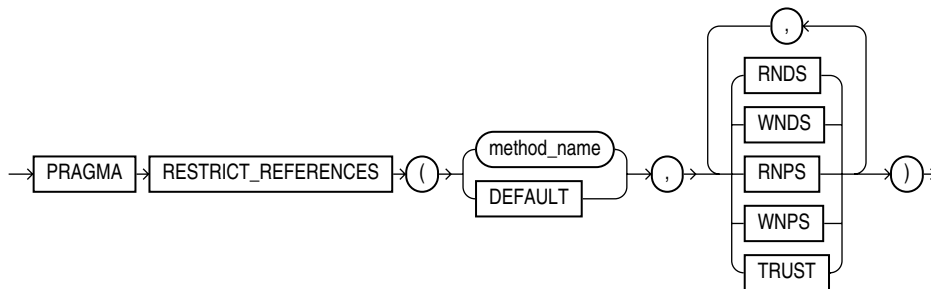 ,
RNDS
WNDS
method_name
PRAGMA RESTRICT_REFERENCES ( , RNPS )
DEFAULT
WNPS
TRUST